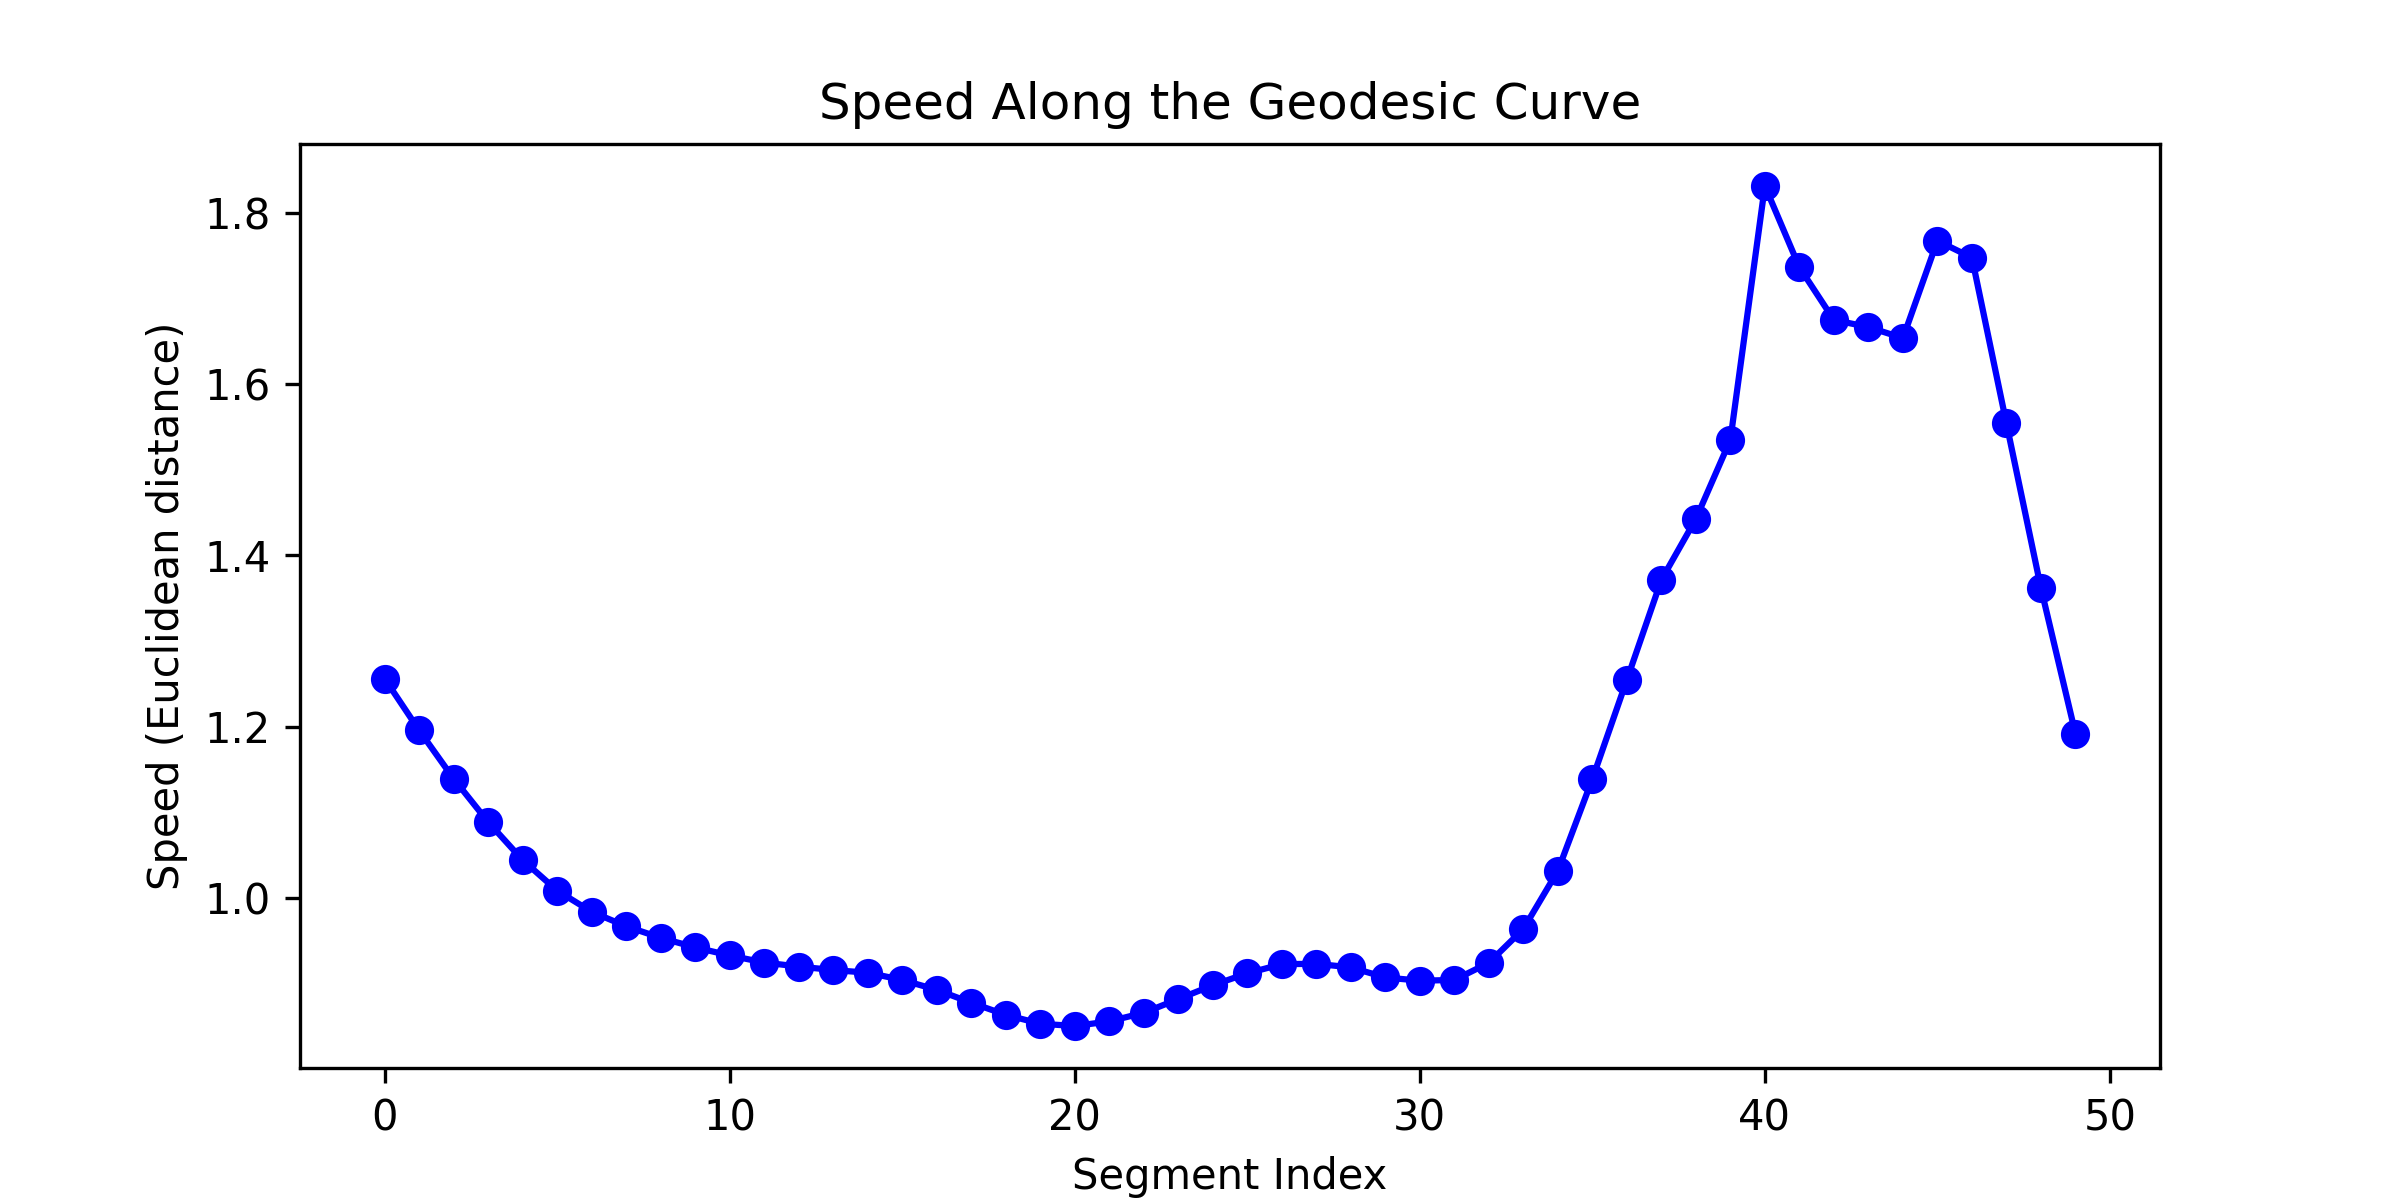 Speed Along the Geodesic Curve
Speed (Euclidean distance)
1.8
1.6
1.4
1.2
1.0
0 10 20 30 40 50
Segment Index